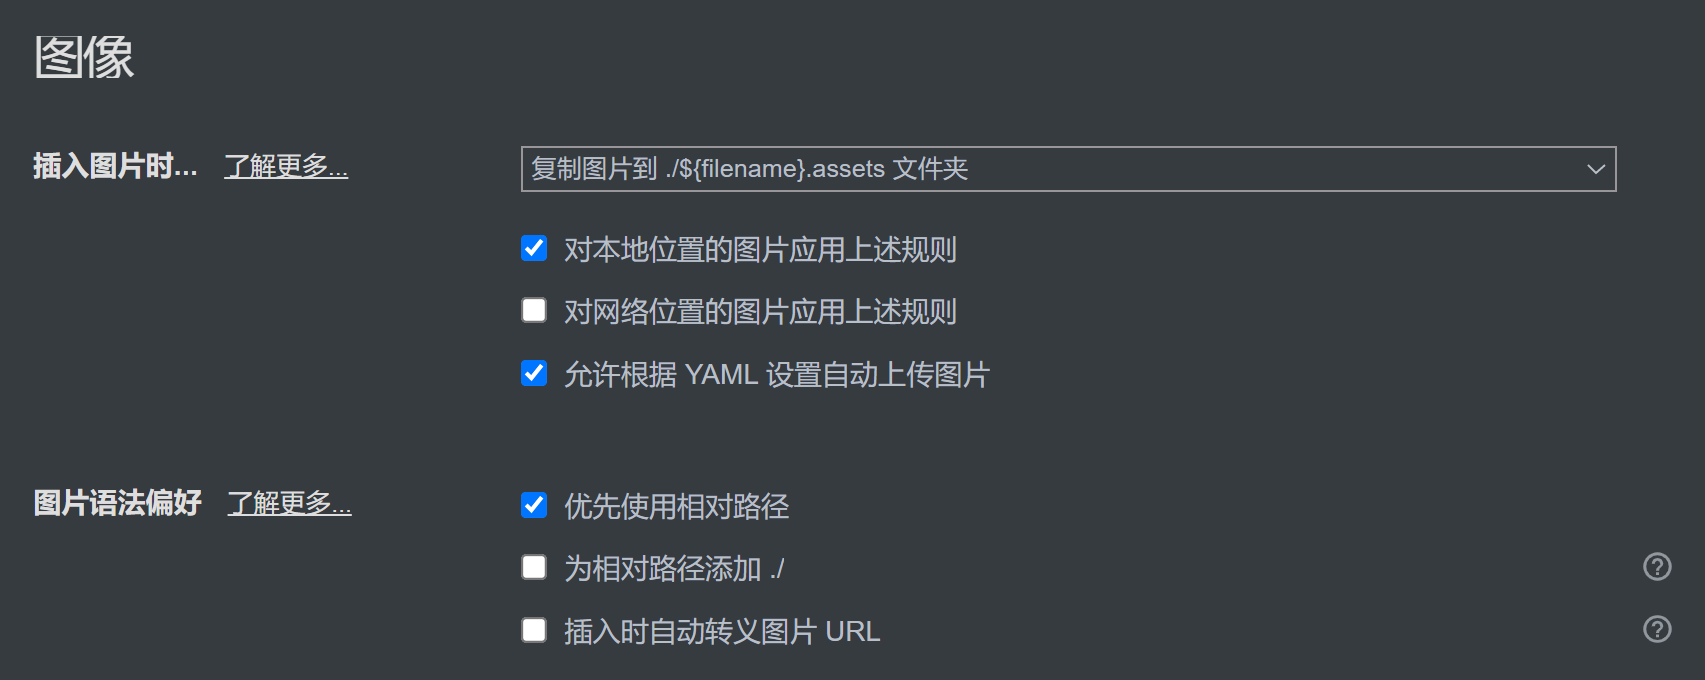 图像
插入图片时... 了解更多...
复制图片到 ./${filename}.assets 文件夹
对本地位置的图片应用上述规则
对网络位置的图片应用上述规则
允许根据 YAML 设置自动上传图片
图片语法偏好 了解更多...
优先使用相对路径
为相对路径添加 ./
插入时自动转义图片 URL